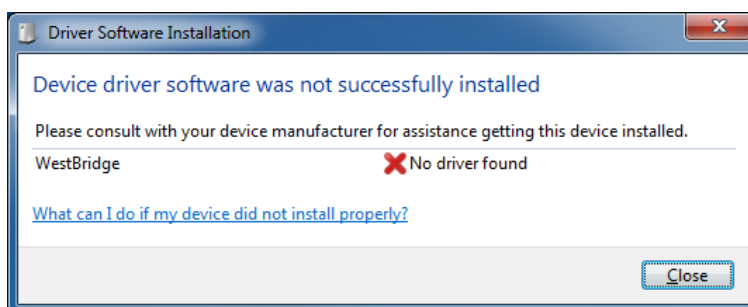 Driver Software Installation
Device driver software was not successfully installed
Please consult with your device manufacturer for assistance getting this device installed.
WestBridge No driver found
What can I do if my device did not install properly?
Close